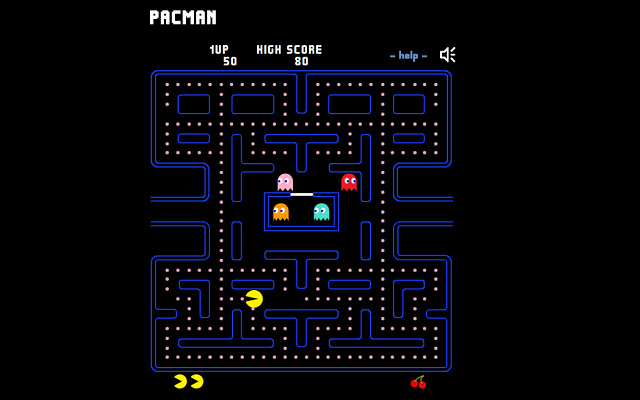 PACMAN
1UP HIGH SCORE
50 80
– help –